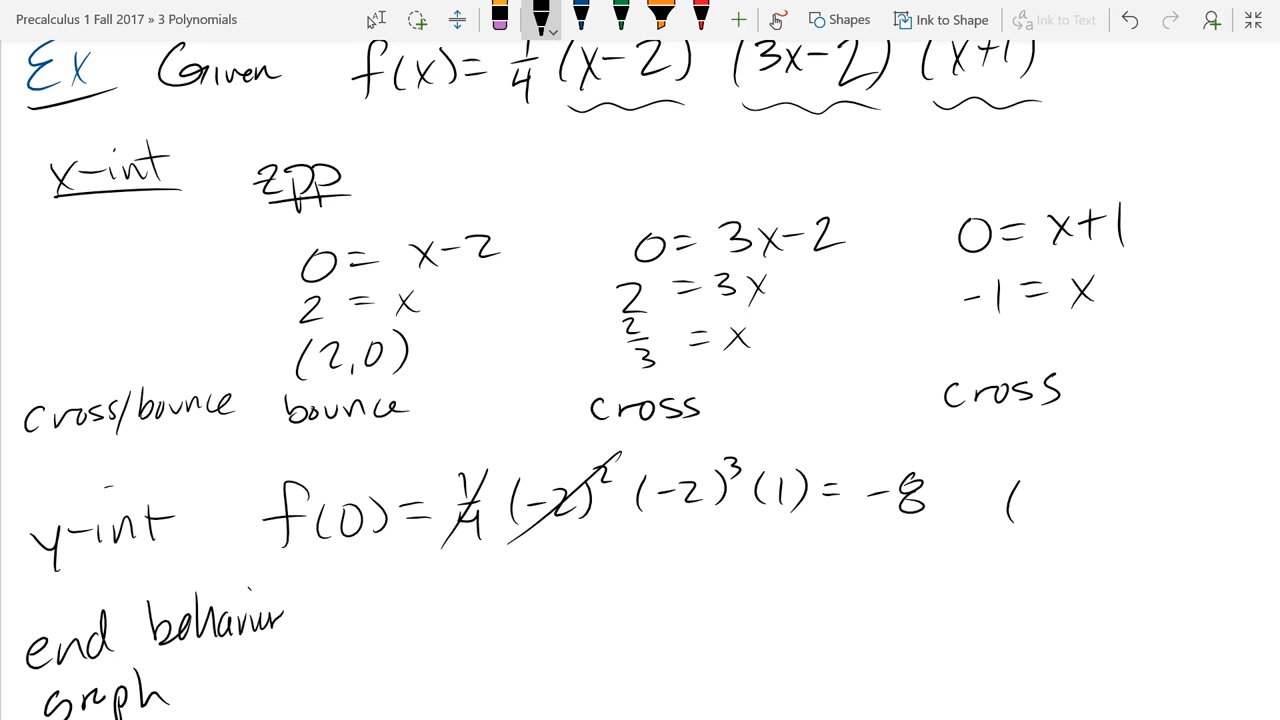 Precalculus 1 Fall 2017 » 3 Polynomials
Shapes
Ink to Shape
Ink to Text
Ex Given f(x) = 1/4 (x-2) (3x-2) (x+1)
x-int zpp
0 = x-2 0 = 3x-2 0 = x+1
2 = x 2 = 3x -1 = x
(2,0) 2/3 = x
cross/bounce bounce cross cross
y-int f(0) = 1/4 (-2)² (-2)³ (1) = -8 (
end behavior
graph